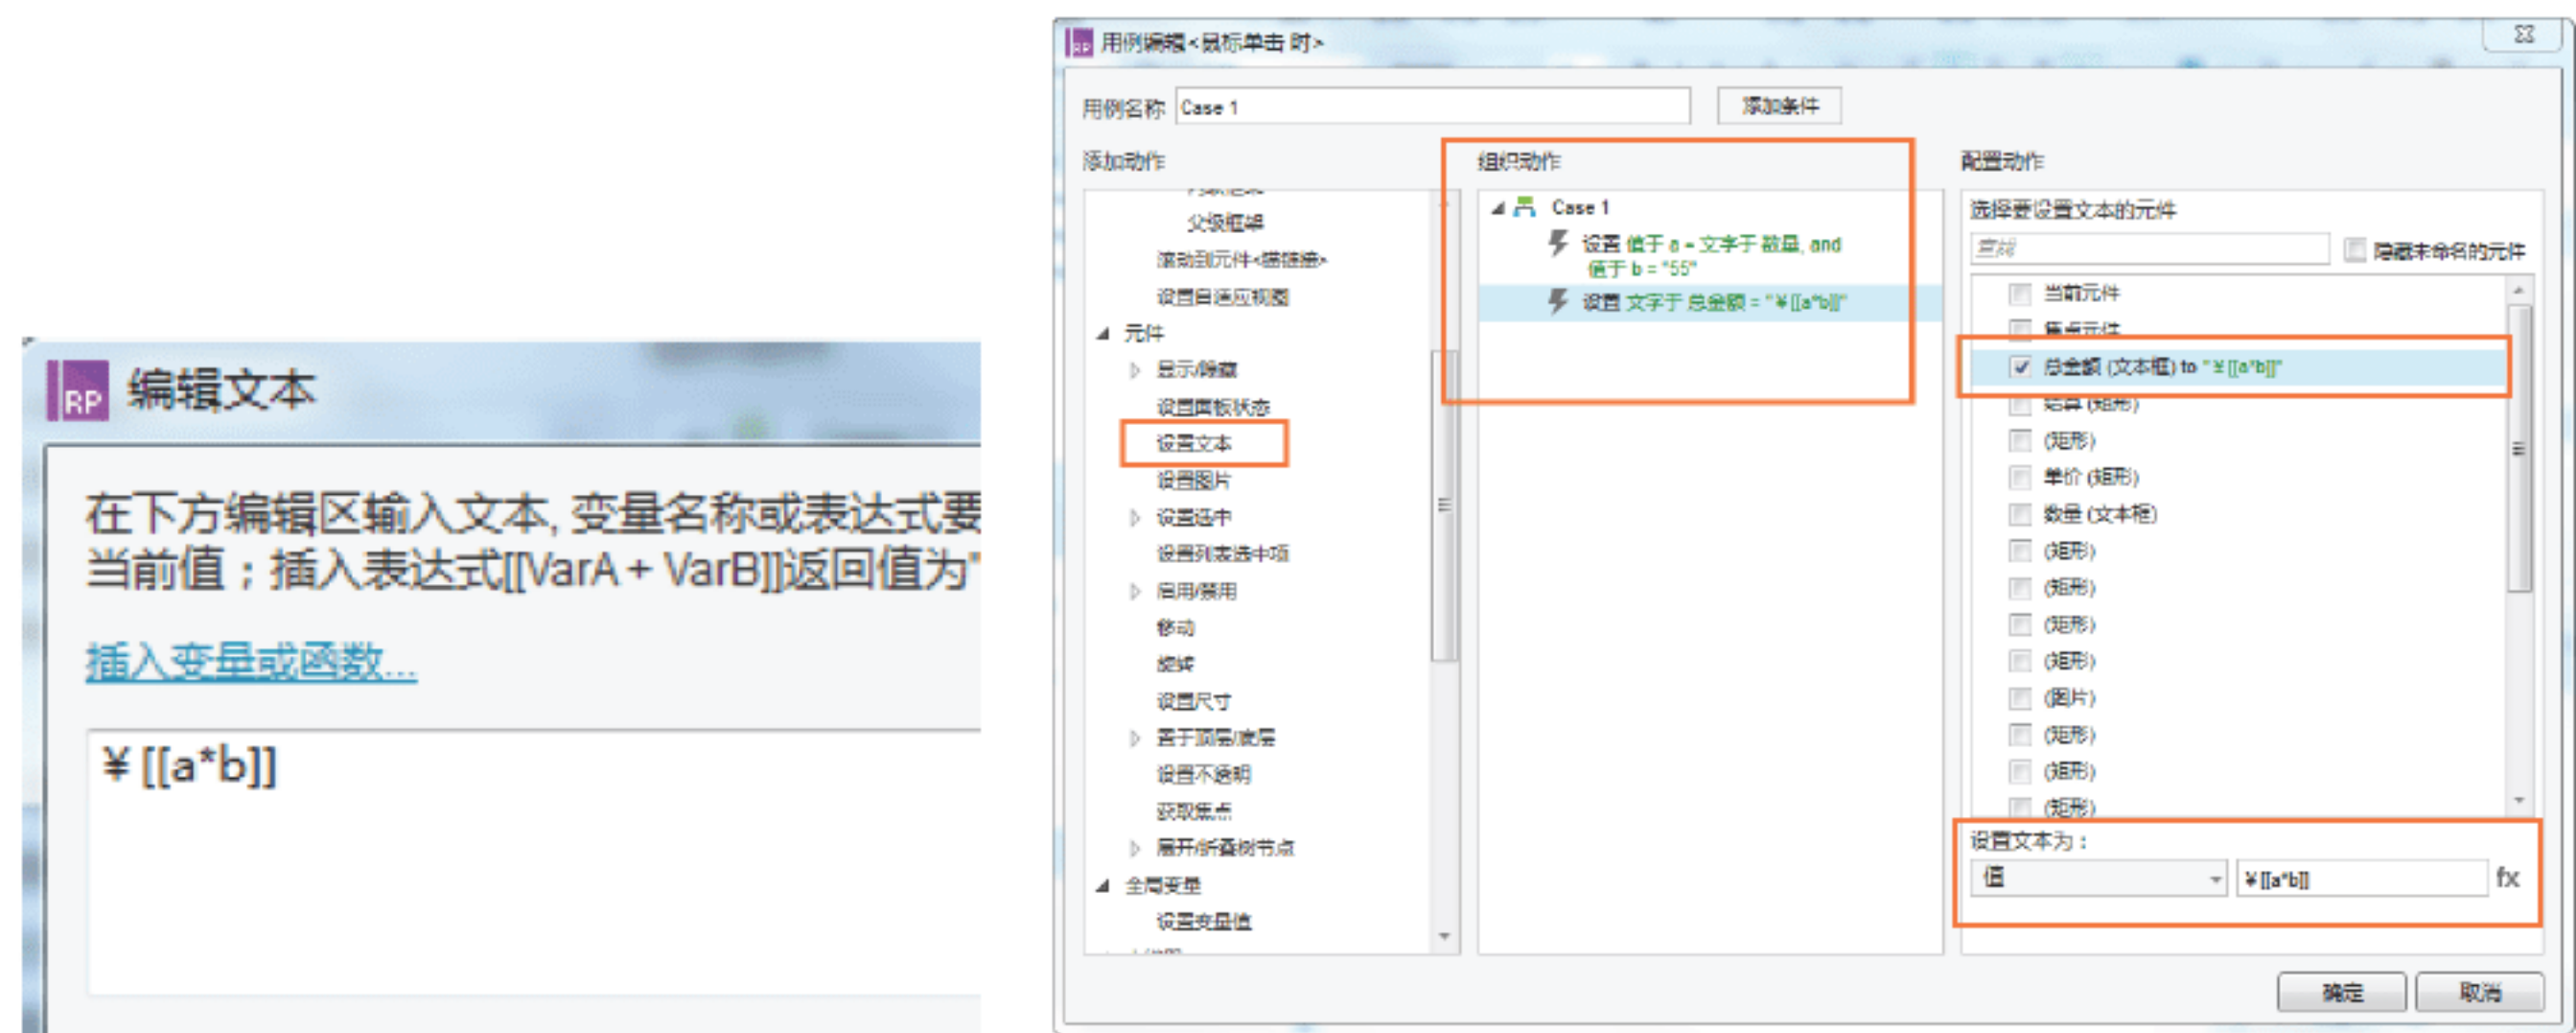 编辑文本
在下方编辑区输入文本, 变量名称或表达式要
当前值；插入表达式[[VarA + VarB]]返回值为"
插入变量或函数...
¥ [[a*b]]
用例编辑<鼠标单击 时>
用例名称 Case 1 添加条件
添加动作
父级框架
滚动到元件<锚链接>
设置自适应视图
元件
显示/隐藏
设置面板状态
设置文本
设置图片
设置选中
设置列表选中项
启用/禁用
移动
旋转
设置尺寸
置于顶层/底层
设置不透明
获取焦点
展开/折叠树节点
全局变量
设置变量值
组织动作
Case 1
设置 值于 a = 文字于 数量, and
值于 b = "55"
设置 文字于 总金额 = "¥ [[a*b]]"
配置动作
选择要设置文本的元件
查找 隐藏未命名的元件
当前元件
焦点元件
总金额 (文本框) to "¥ [[a*b]]"
结算 (矩形)
(矩形)
单价 (矩形)
数量 (文本框)
(矩形)
(矩形)
(矩形)
(矩形)
(图片)
(矩形)
(矩形)
(矩形)
设置文本为：
值 ¥ [[a*b]] fx
确定 取消